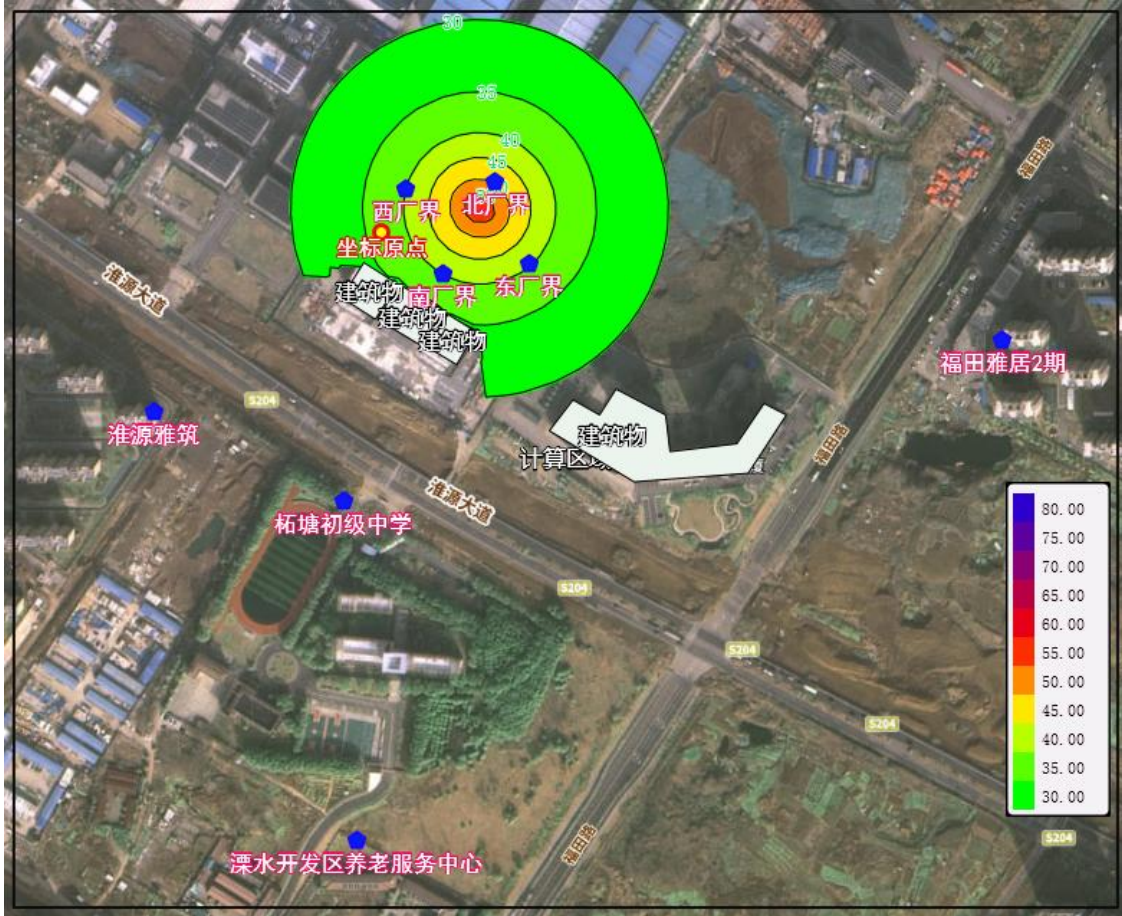 30
35
40
45
北厂界
西厂界
坐标原点
东厂界
南厂界
建筑物
建筑物
建筑物
淮源大道
福田路
福田雅居2期
S204
淮源雅筑
建筑物
计算区域
福田路
淮源大道
柘塘初级中学
80.00
75.00
70.00
65.00
60.00
55.00
50.00
45.00
40.00
35.00
30.00
S204
S204
S204
S204
福田路
溧水开发区养老服务中心